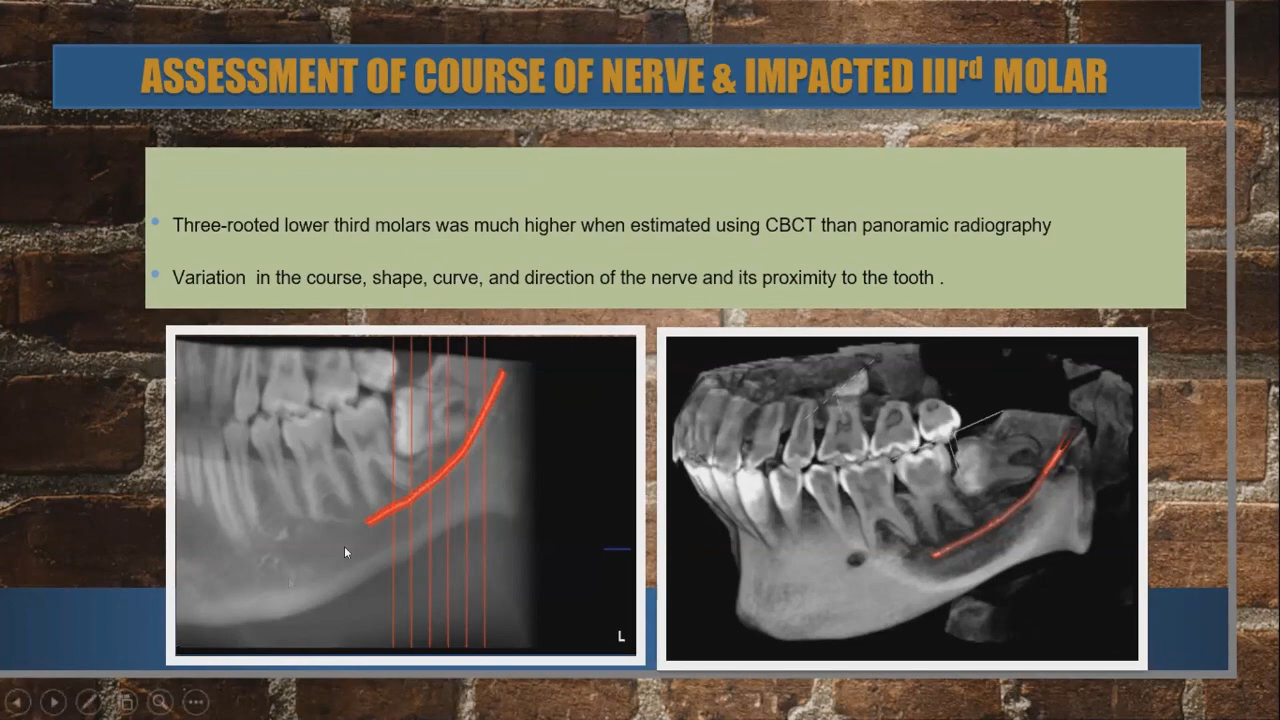 ASSESSMENT OF COURSE OF NERVE & IMPACTED IIIrd MOLAR
• Three-rooted lower third molars was much higher when estimated using CBCT than panoramic radiography
• Variation in the course, shape, curve, and direction of the nerve and its proximity to the tooth .
L